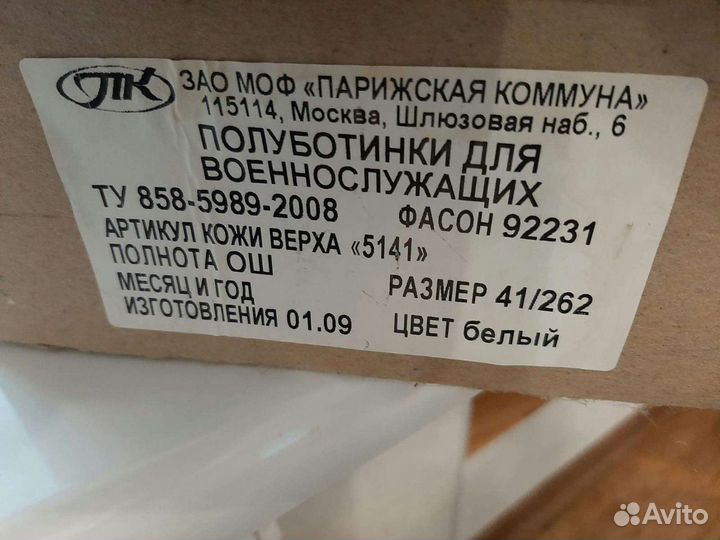 ПК ЗАО МОФ «ПАРИЖСКАЯ КОММУНА»
115114, Москва, Шлюзовая наб., 6
ПОЛУБОТИНКИ ДЛЯ
ВОЕННОСЛУЖАЩИХ
ТУ 858-5989-2008 ФАСОН 92231
АРТИКУЛ КОЖИ ВЕРХА «5141»
ПОЛНОТА ОШ РАЗМЕР 41/262
МЕСЯЦ И ГОД
ИЗГОТОВЛЕНИЯ 01.09 ЦВЕТ белый
Avito